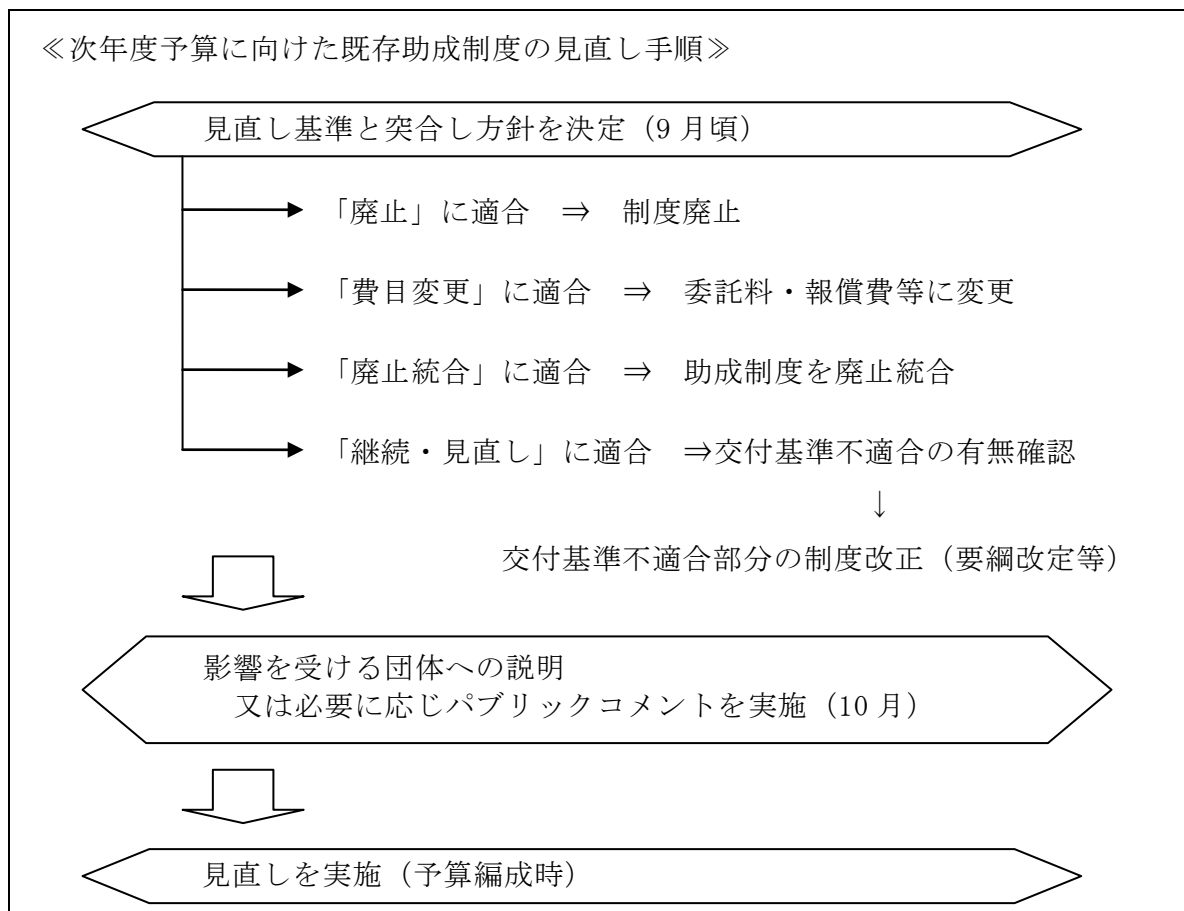 ≪次年度予算に向けた既存助成制度の見直し手順≫
見直し基準と突合し方針を決定（9月頃）
「廃止」に適合　⇒　制度廃止
「費目変更」に適合　⇒　委託料・報償費等に変更
「廃止統合」に適合　⇒　助成制度を廃止統合
「継続・見直し」に適合　⇒交付基準不適合の有無確認
↓
交付基準不適合部分の制度改正（要綱改定等）
影響を受ける団体への説明
又は必要に応じパブリックコメントを実施（10月）
見直しを実施（予算編成時）